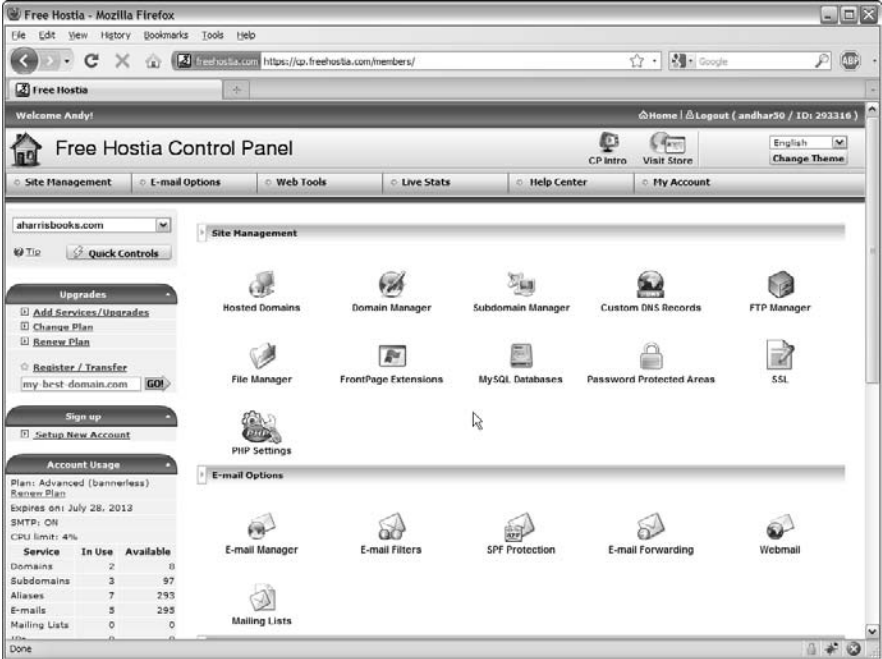 Free Hostia - Mozilla Firefox
File Edit View History Bookmarks Tools Help
freehostia.com https://cp.freehostia.com/members/
Google
ABP
Free Hostia
Welcome Andy!
Home | Logout ( andhar50 / ID: 293316 )
Free Hostia Control Panel
CP Intro
Visit Store
English
Change Theme
Site Management
E-mail Options
Web Tools
Live Stats
Help Center
My Account
aharrisbooks.com
Tip
Quick Controls
Upgrades
Add Services/Upgrades
Change Plan
Renew Plan
Register / Transfer
my-best-domain.com GO!
Sign up
Setup New Account
Account Usage
Plan: Advanced (bannerless)
Renew Plan
Expires on: July 28, 2013
SMTP: ON
CPU limit: 4%
Service In Use Available
Domains 2 8
Subdomains 3 97
Aliases 7 293
E-mails 5 295
Mailing Lists 0 0
Site Management
Hosted Domains
Domain Manager
Subdomain Manager
Custom DNS Records
FTP Manager
File Manager
FrontPage Extensions
MySQL Databases
Password Protected Areas
SSL
PHP Settings
E-mail Options
E-mail Manager
E-mail Filters
SPF Protection
E-mail Forwarding
Webmail
Mailing Lists
Done